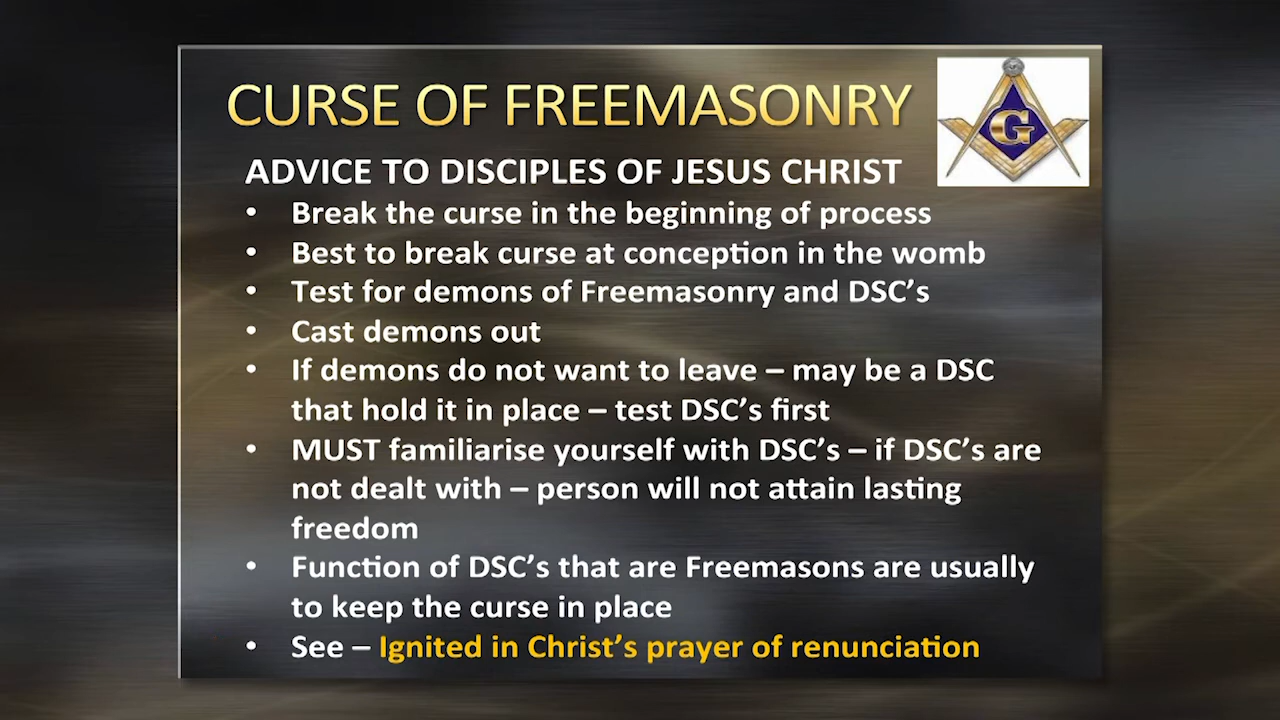 CURSE OF FREEMASONRY
G
ADVICE TO DISCIPLES OF JESUS CHRIST
• Break the curse in the beginning of process
• Best to break curse at conception in the womb
• Test for demons of Freemasonry and DSC's
• Cast demons out
• If demons do not want to leave – may be a DSC
that hold it in place – test DSC's first
• MUST familiarise yourself with DSC's – if DSC's are
not dealt with – person will not attain lasting
freedom
• Function of DSC's that are Freemasons are usually
to keep the curse in place
• See – Ignited in Christ's prayer of renunciation